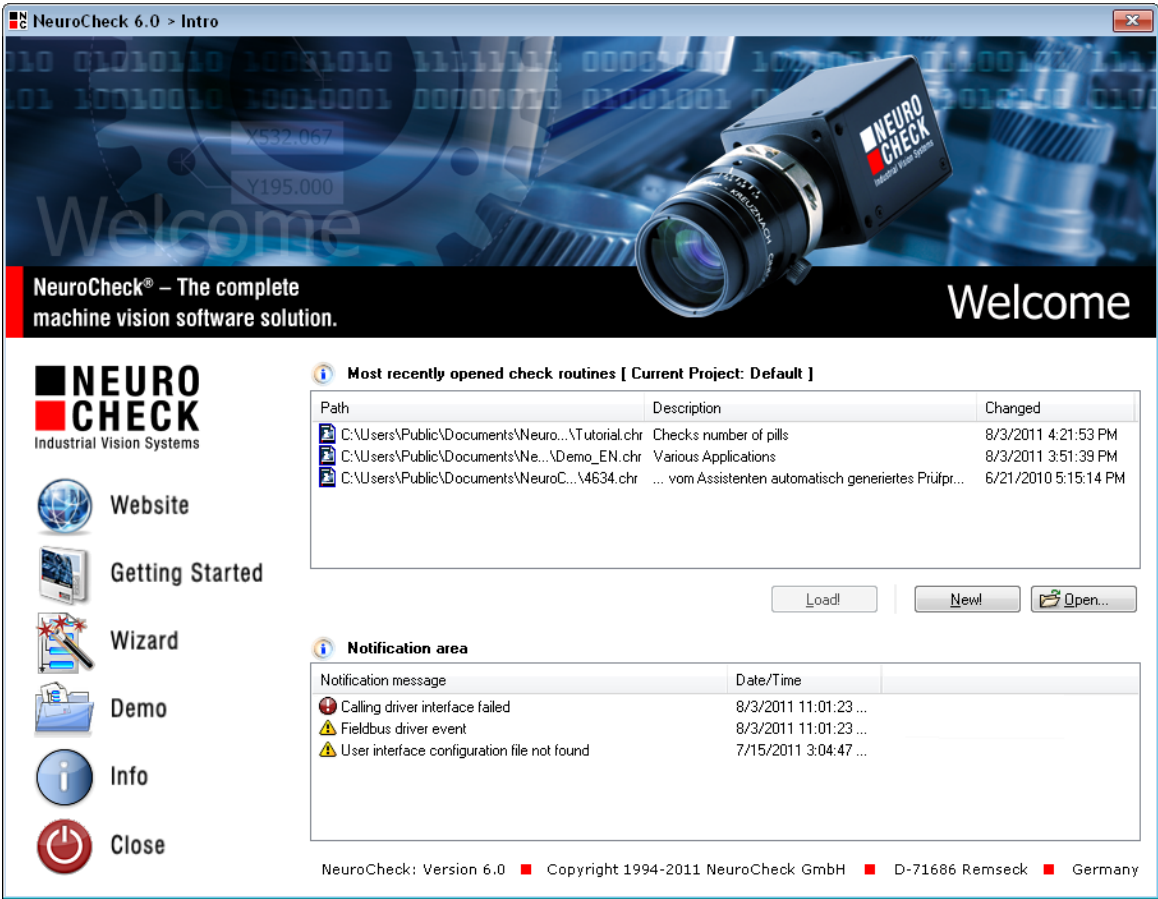 NeuroCheck 6.0 > Intro
X532.067
Y195.000
Welcome
NEURO
CHECK
Industrial Vision Systems
KREUZNACH
NeuroCheck® – The complete
machine vision software solution.
Welcome
NEURO
CHECK
Industrial Vision Systems
Website
Getting Started
Wizard
Demo
Info
Close
Most recently opened check routines [ Current Project: Default ]
Path Description Changed
C:\Users\Public\Documents\Neuro...\Tutorial.chr Checks number of pills 8/3/2011 4:21:53 PM
C:\Users\Public\Documents\Ne...\Demo_EN.chr Various Applications 8/3/2011 3:51:39 PM
C:\Users\Public\Documents\NeuroC...\4634.chr ... vom Assistenten automatisch generiertes Prüfpr... 6/21/2010 5:15:14 PM
Load! New! Open...
Notification area
Notification message Date/Time
Calling driver interface failed 8/3/2011 11:01:23 ...
Fieldbus driver event 8/3/2011 11:01:23 ...
User interface configuration file not found 7/15/2011 3:04:47 ...
NeuroCheck: Version 6.0 ■ Copyright 1994-2011 NeuroCheck GmbH ■ D-71686 Remseck ■ Germany